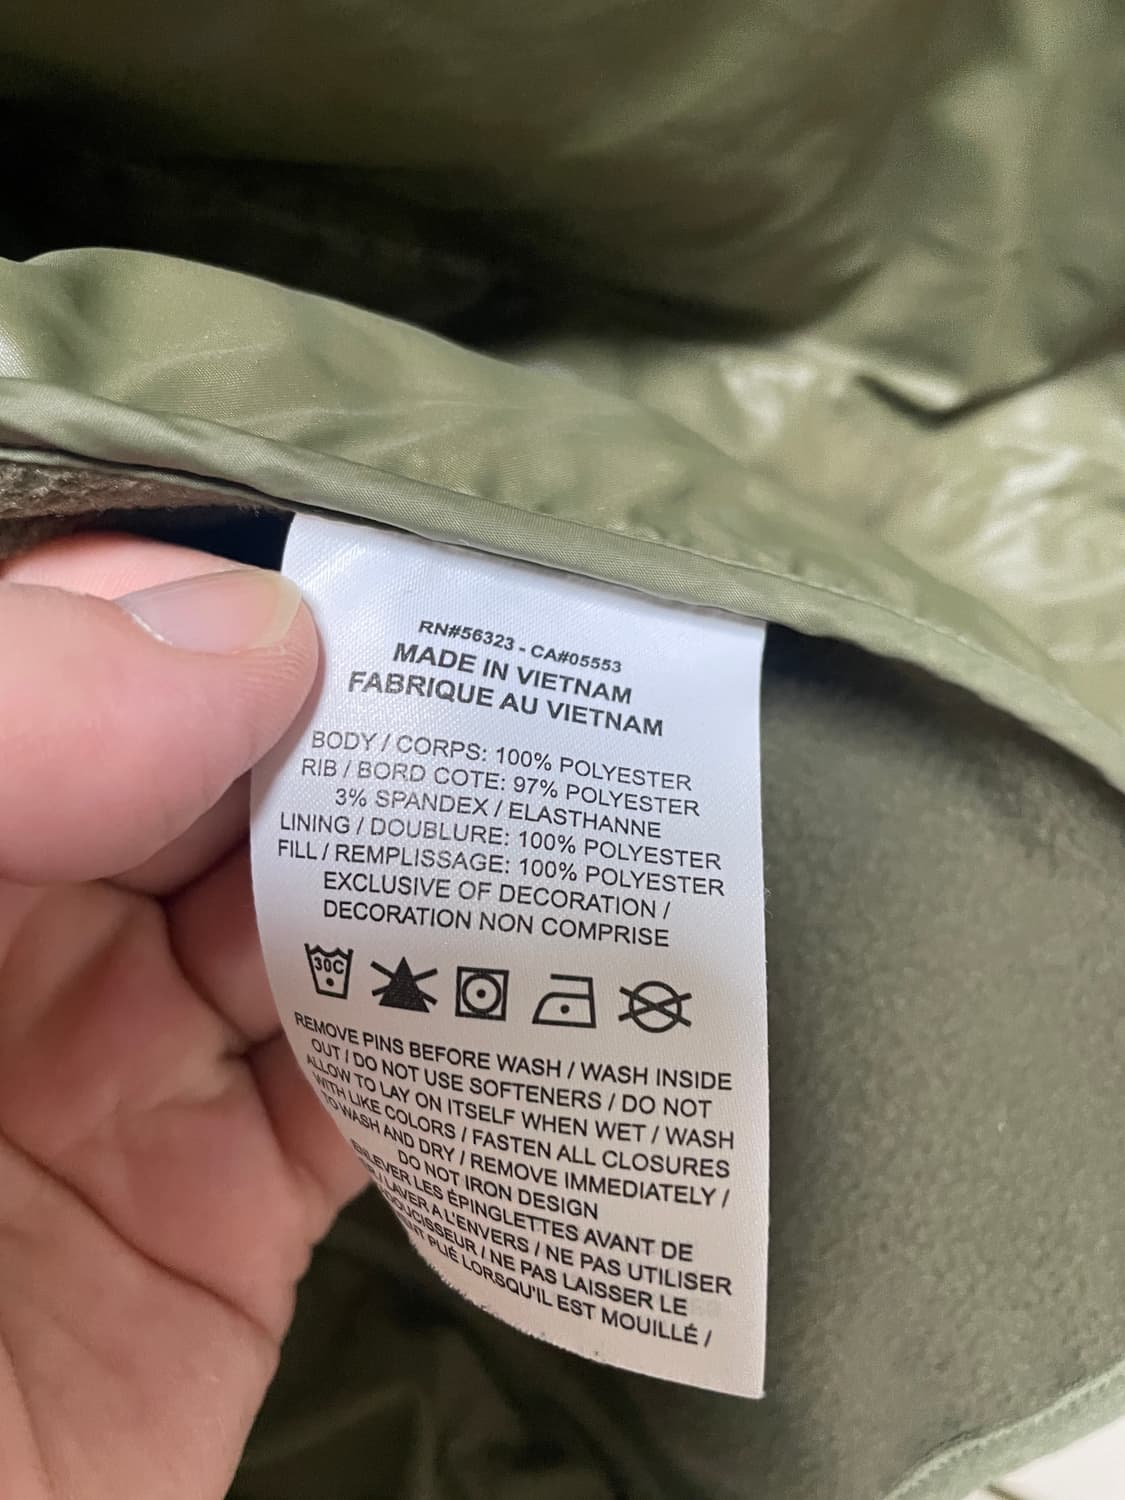 RN#56323 - CA#05553
MADE IN VIETNAM
FABRIQUE AU VIETNAM
BODY / CORPS: 100% POLYESTER
RIB / BORD COTE: 97% POLYESTER
3% SPANDEX / ELASTHANNE
LINING / DOUBLURE: 100% POLYESTER
FILL / REMPLISSAGE: 100% POLYESTER
EXCLUSIVE OF DECORATION /
DECORATION NON COMPRISE
30C
REMOVE PINS BEFORE WASH / WASH INSIDE
OUT / DO NOT USE SOFTENERS / DO NOT
ALLOW TO LAY ON ITSELF WHEN WET / WASH
WITH LIKE COLORS / FASTEN ALL CLOSURES
TO WASH AND DRY / REMOVE IMMEDIATELY /
DO NOT IRON DESIGN
ENLEVER LES ÉPINGLETTES AVANT DE
/ LAVER A L'ENVERS / NE PAS UTILISER
/ NE PAS LAISSER LE
PLIÉ LORSQU'IL EST MOUILLÉ /